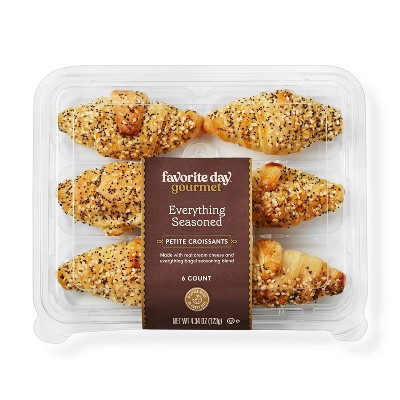 favorite day
gourmet
Everything
Seasoned
PETITE CROISSANTS
Made with real cream cheese and
everything bagel seasoning blend
6 COUNT
NET WT 4.34 OZ (123g)